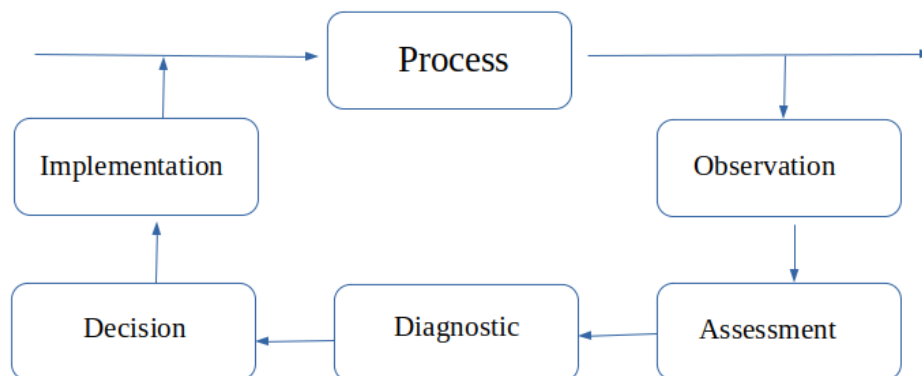 Process
Implementation
Observation
Decision
Diagnostic
Assessment